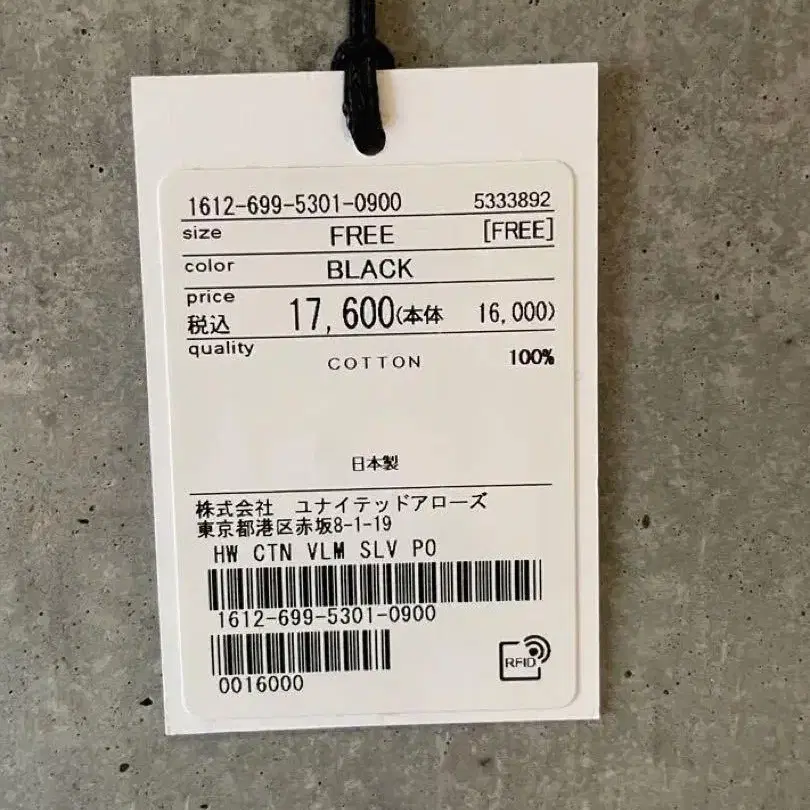 1612-699-5301-0900 5333892
size FREE [FREE]
color BLACK
price
税込 17,600(本体 16,000)
quality
COTTON 100%
日本製
株式会社 ユナイテッドアローズ
東京都港区赤坂8-1-19
HW CTN VLM SLV PO
1612-699-5301-0900
0016000
RFID